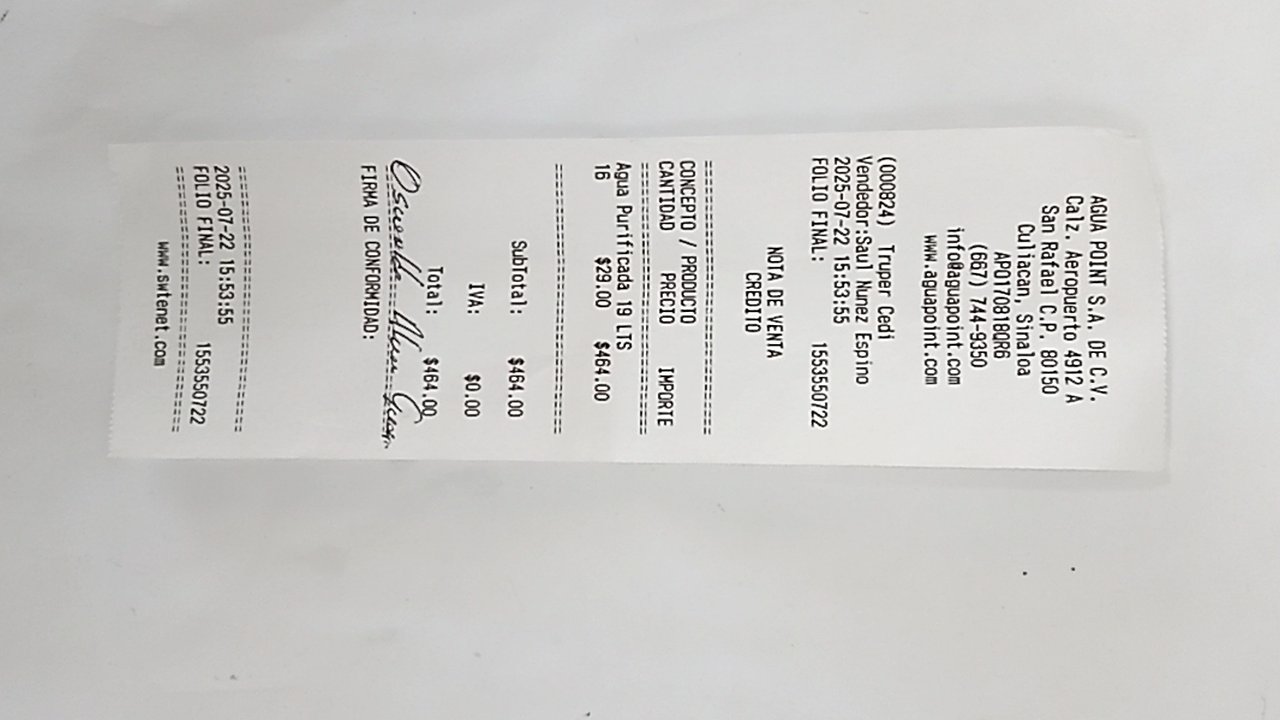 AGUA POINT S.A. DE C.V.
Calz. Aeropuerto 4912 A
San Rafael C.P. 80150
Culiacan, Sinaloa
APO170818QR6
(667) 744-9350
info@aguapoint.com
www.aguapoint.com
(000824) Truper Cedi
Vendedor:Saul Nunez Espino
2025-07-22 15:53:55
FOLIO FINAL: 1553550722
NOTA DE VENTA
CREDITO
==============================
CONCEPTO / PRODUCTO
CANTIDAD PRECIO IMPORTE
==============================
Agua Purificada 19 LTS
16 $29.00 $464.00
==============================
SubTotal: $464.00
IVA: $0.00
Total: $464.00
FIRMA DE CONFORMIDAD:
==============================
2025-07-22 15:53:55
FOLIO FINAL: 1553550722
==============================
www.swtenet.com